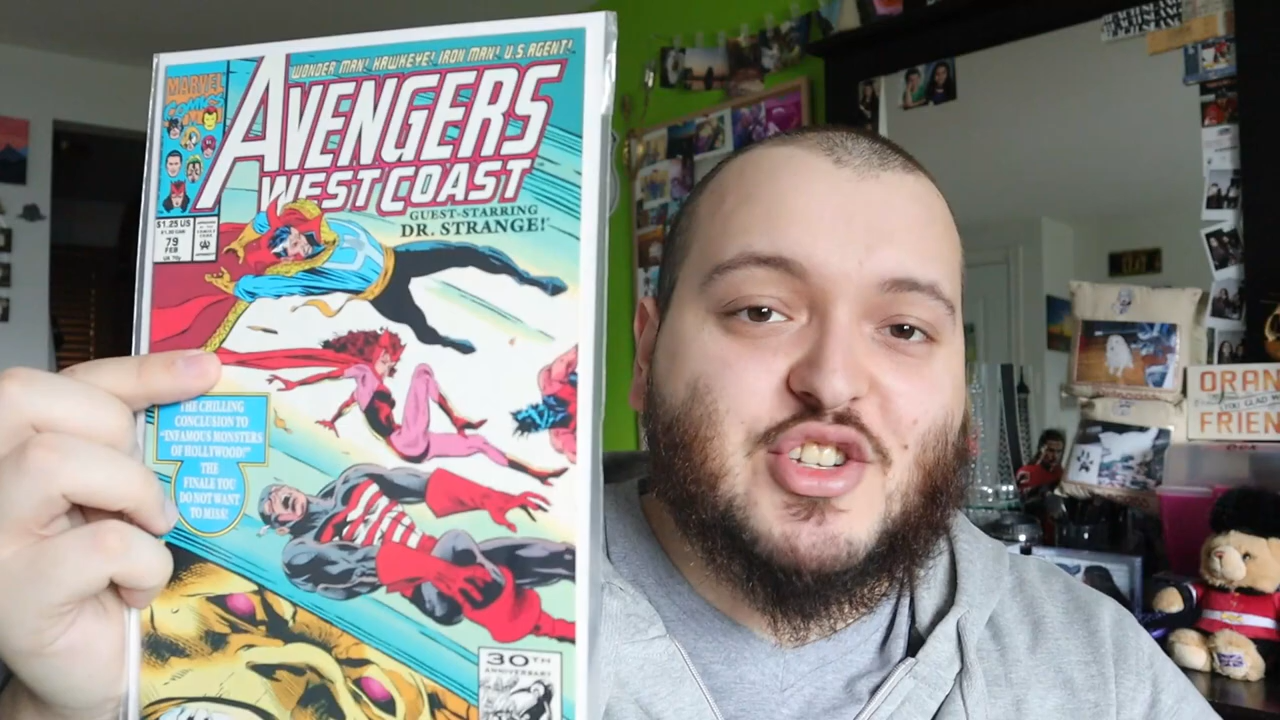 WONDER MAN! HAWKEYE! IRON MAN! U.S.AGENT!
MARVEL
COMICS
AVENGERS
WEST COAST
GUEST-STARRING
DR. STRANGE!
$1.25 US
79
FEB
THE CHILLING
CONCLUSION TO
"INFAMOUS MONSTERS
OF HOLLYWOOD!"
THE
FINALE YOU
DO NOT WANT
TO MISS!
30TH
ANNIVERSARY
ORAN
YOU GLAD W
FRIEN